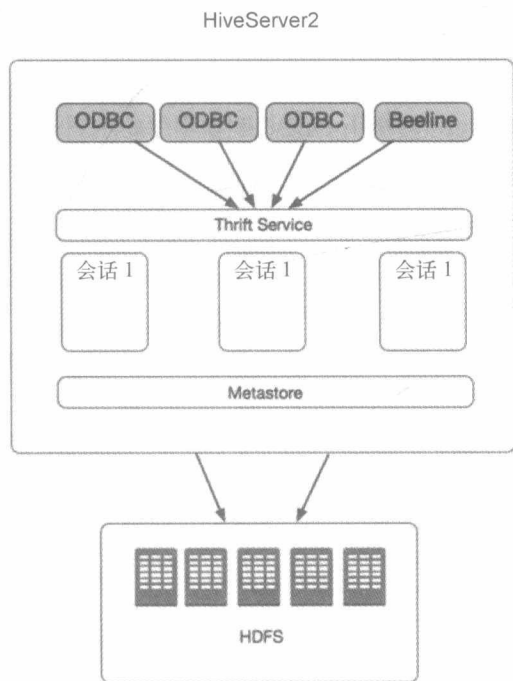 HiveServer2
ODBC
ODBC
ODBC
Beeline
Thrift Service
会话 1
会话 1
会话 1
Metastore
HDFS